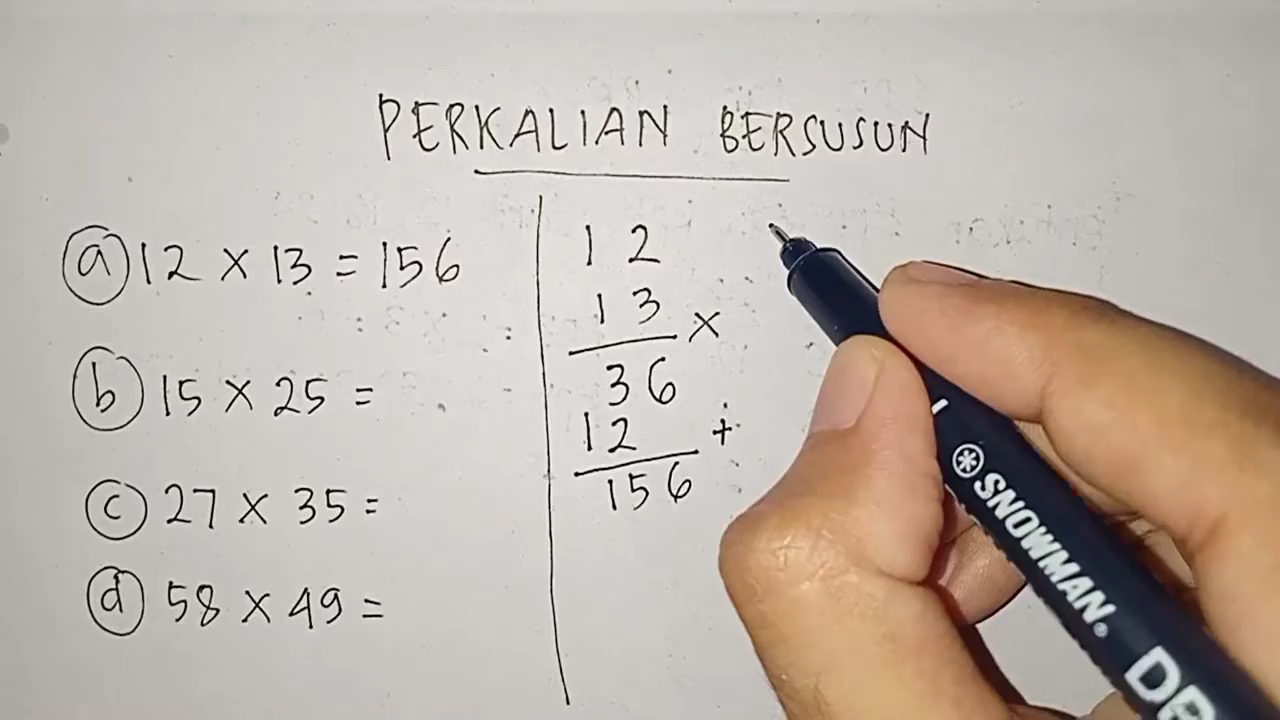 PERKALIAN BERSUSUN
a 12 × 13 = 156
b 15 × 25 =
c 27 × 35 =
d 58 × 49 =
12
13 ×
36
12 +
156
SNOWMAN®